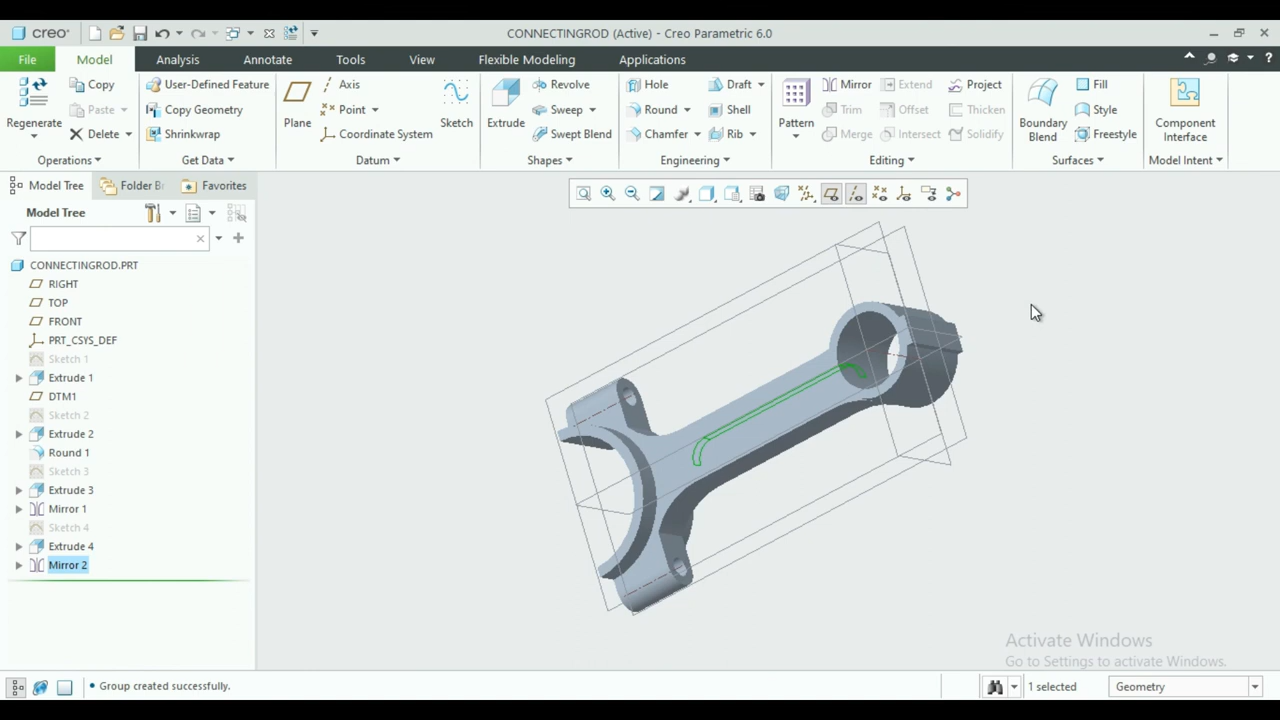 creo
CONNECTINGROD (Active) - Creo Parametric 6.0
File Model Analysis Annotate Tools View Flexible Modeling Applications
Regenerate
Copy
Paste
Delete
Operations
User-Defined Feature
Copy Geometry
Shrinkwrap
Get Data
Plane
Axis
Point
Coordinate System
Sketch
Datum
Extrude
Revolve
Sweep
Swept Blend
Shapes
Hole
Round
Chamfer
Draft
Shell
Rib
Engineering
Pattern
Mirror
Trim
Merge
Extend
Offset
Intersect
Project
Thicken
Solidify
Editing
Boundary
Blend
Fill
Style
Freestyle
Surfaces
Component
Interface
Model Intent
Model Tree Folder Br Favorites
Model Tree
CONNECTINGROD.PRT
RIGHT
TOP
FRONT
PRT_CSYS_DEF
Sketch 1
Extrude 1
DTM1
Sketch 2
Extrude 2
Round 1
Sketch 3
Extrude 3
Mirror 1
Sketch 4
Extrude 4
Mirror 2
Activate Windows
Go to Settings to activate Windows.
• Group created successfully.
1 selected
Geometry